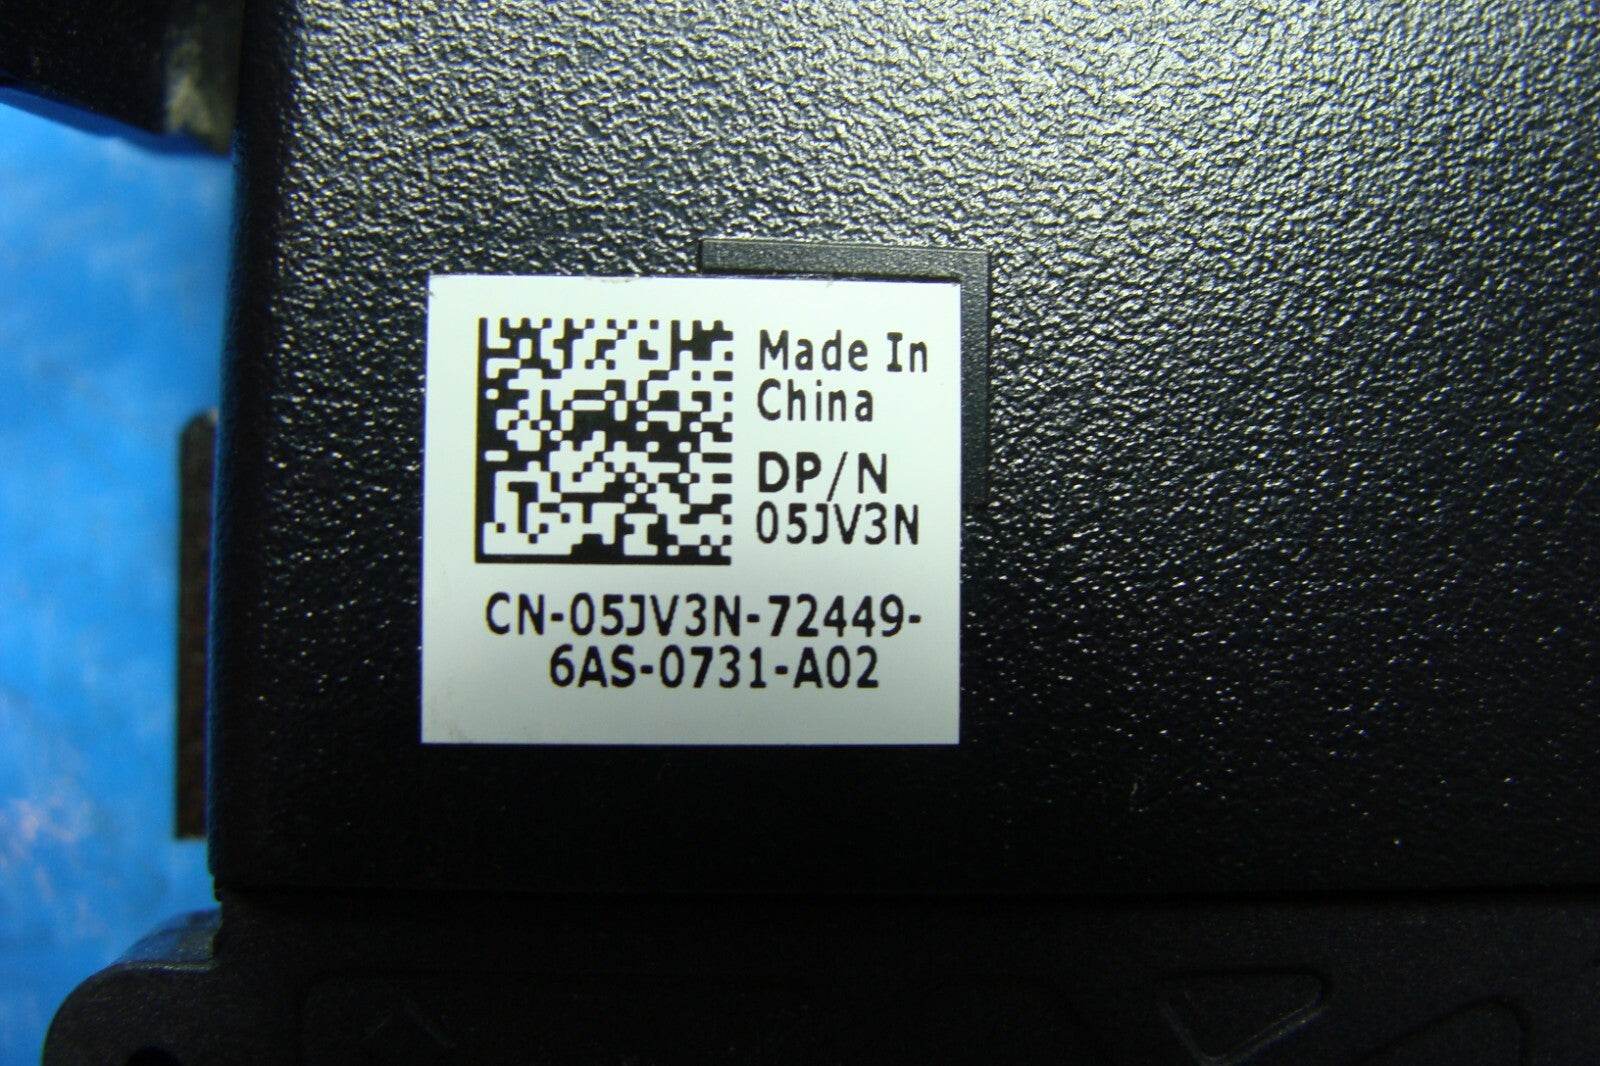 Made In
China
DP/N
05JV3N
CN-05JV3N-72449-
6AS-0731-A02